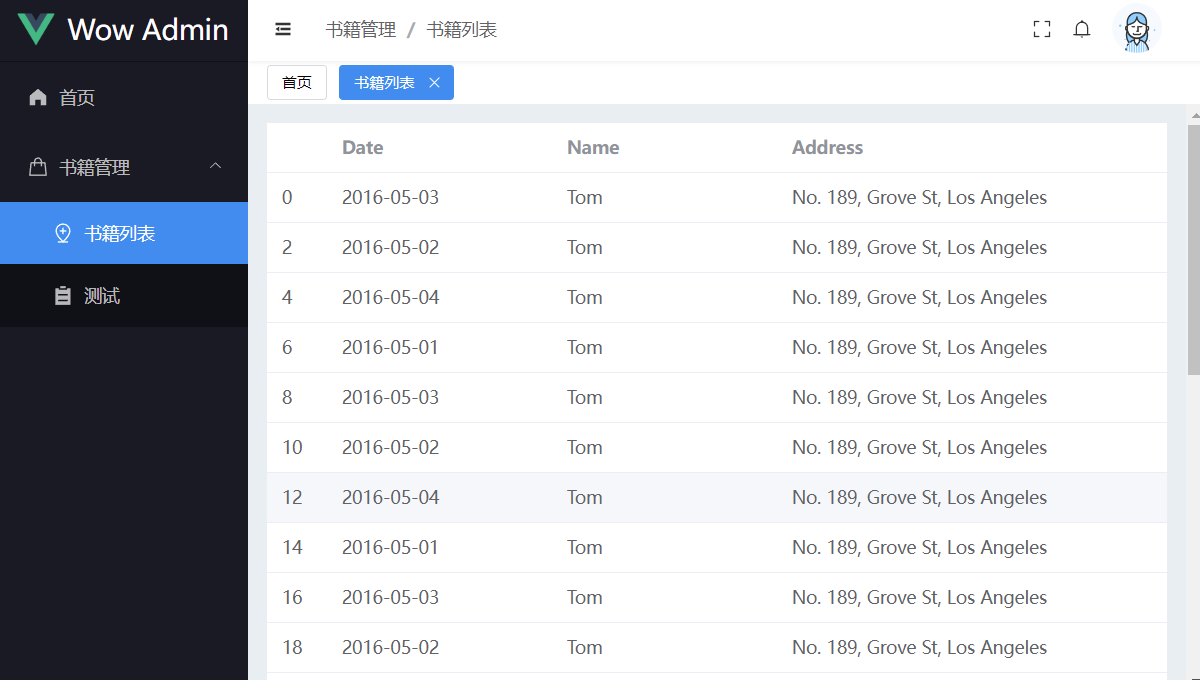 Wow Admin
书籍管理 / 书籍列表
首页
书籍列表
首页
书籍管理
书籍列表
测试
Date Name Address
0 2016-05-03 Tom No. 189, Grove St, Los Angeles
2 2016-05-02 Tom No. 189, Grove St, Los Angeles
4 2016-05-04 Tom No. 189, Grove St, Los Angeles
6 2016-05-01 Tom No. 189, Grove St, Los Angeles
8 2016-05-03 Tom No. 189, Grove St, Los Angeles
10 2016-05-02 Tom No. 189, Grove St, Los Angeles
12 2016-05-04 Tom No. 189, Grove St, Los Angeles
14 2016-05-01 Tom No. 189, Grove St, Los Angeles
16 2016-05-03 Tom No. 189, Grove St, Los Angeles
18 2016-05-02 Tom No. 189, Grove St, Los Angeles